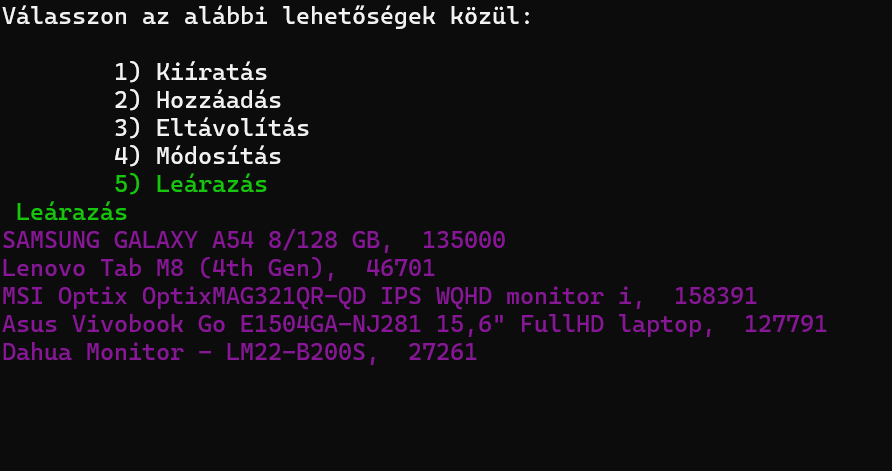 Válasszon az alábbi lehetőségek közül:
1) Kiíratás
2) Hozzáadás
3) Eltávolítás
4) Módosítás
5) Leárazás
Leárazás
SAMSUNG GALAXY A54 8/128 GB,  135000
Lenovo Tab M8 (4th Gen),  46701
MSI Optix OptixMAG321QR-QD IPS WQHD monitor i,  158391
Asus Vivobook Go E1504GA-NJ281 15,6" FullHD laptop,  127791
Dahua Monitor - LM22-B200S,  27261